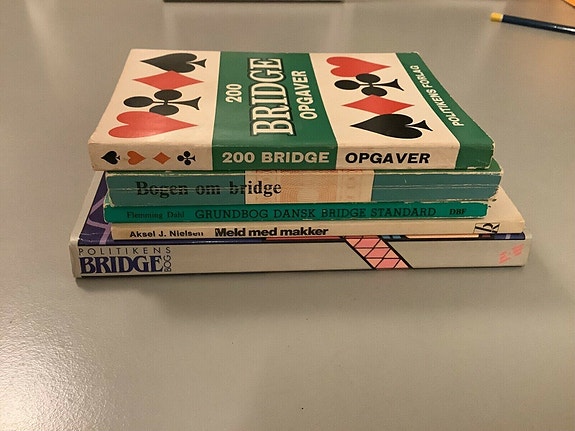 200
BRIDGE
OPGAVER
POLITIKENS FORLAG
200 BRIDGE OPGAVER
Bogen om bridge
Flemming Dahl GRUNDBOG DANSK BRIDGE STANDARD DBF
Aksel J. Nielsen Meld med makker
POLITIKENS
BRIDGE
BOG